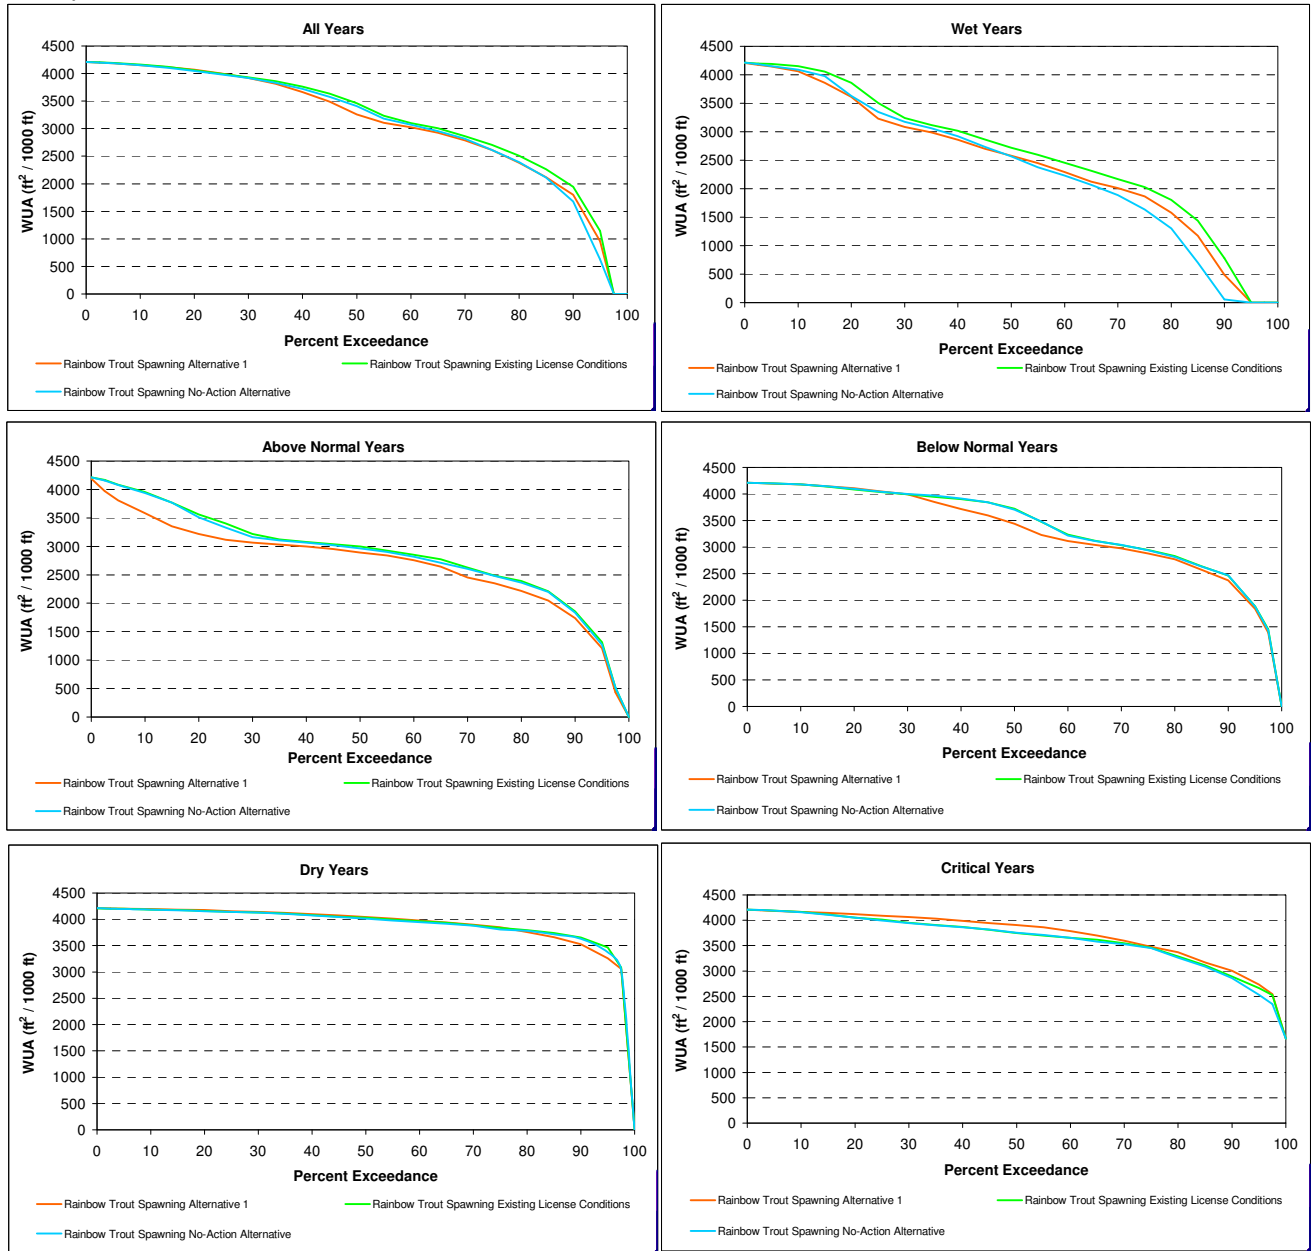 All Years
WUA (ft² / 1000 ft)
4500
4000
3500
3000
2500
2000
1500
1000
500
0
0 10 20 30 40 50 60 70 80 90 100
Percent Exceedance
Rainbow Trout Spawning Alternative 1 Rainbow Trout Spawning Existing License Conditions
Rainbow Trout Spawning No-Action Alternative
Wet Years
WUA (ft² / 1000 ft)
4500
4000
3500
3000
2500
2000
1500
1000
500
0
0 10 20 30 40 50 60 70 80 90 100
Percent Exceedance
Rainbow Trout Spawning Alternative 1 Rainbow Trout Spawning Existing License Conditions
Rainbow Trout Spawning No-Action Alternative
Above Normal Years
WUA (ft² / 1000 ft)
4500
4000
3500
3000
2500
2000
1500
1000
500
0
0 10 20 30 40 50 60 70 80 90 100
Percent Exceedance
Rainbow Trout Spawning Alternative 1 Rainbow Trout Spawning Existing License Conditions
Rainbow Trout Spawning No-Action Alternative
Below Normal Years
WUA (ft² / 1000 ft)
4500
4000
3500
3000
2500
2000
1500
1000
500
0
0 10 20 30 40 50 60 70 80 90 100
Percent Exceedance
Rainbow Trout Spawning Alternative 1 Rainbow Trout Spawning Existing License Conditions
Rainbow Trout Spawning No-Action Alternative
Dry Years
WUA (ft² / 1000 ft)
4500
4000
3500
3000
2500
2000
1500
1000
500
0
0 10 20 30 40 50 60 70 80 90 100
Percent Exceedance
Rainbow Trout Spawning Alternative 1 Rainbow Trout Spawning Existing License Conditions
Rainbow Trout Spawning No-Action Alternative
Critical Years
WUA (ft² / 1000 ft)
4500
4000
3500
3000
2500
2000
1500
1000
500
0
0 10 20 30 40 50 60 70 80 90 100
Percent Exceedance
Rainbow Trout Spawning Alternative 1 Rainbow Trout Spawning Existing License Conditions
Rainbow Trout Spawning No-Action Alternative